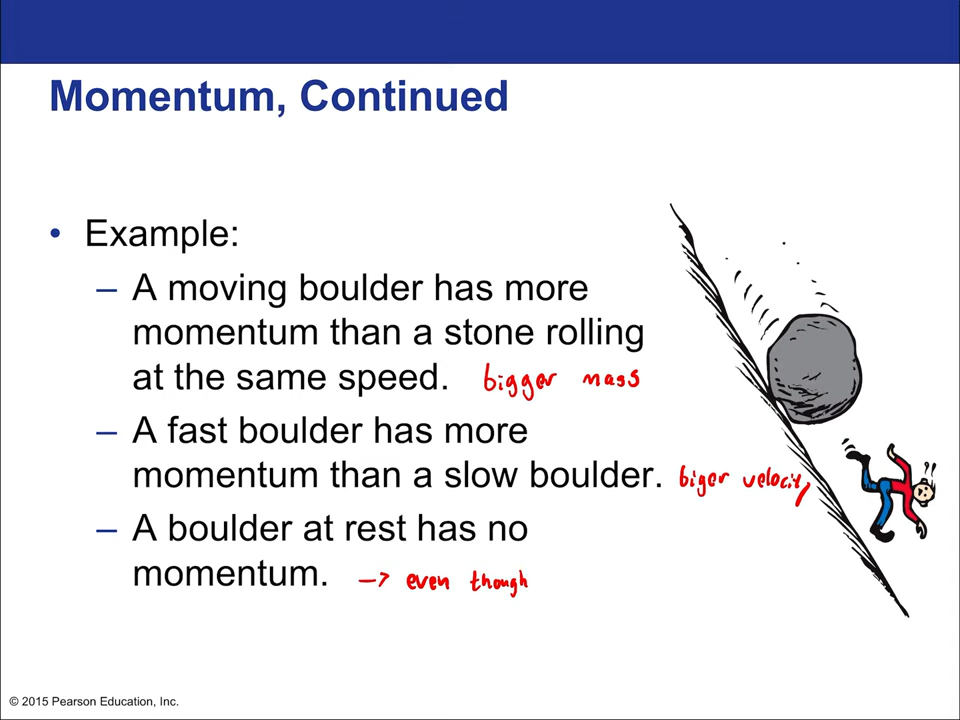 Momentum, Continued
• Example:
– A moving boulder has more
momentum than a stone rolling
at the same speed. bigger mass
– A fast boulder has more
momentum than a slow boulder. biger velocity
– A boulder at rest has no
momentum. → even though
© 2015 Pearson Education, Inc.